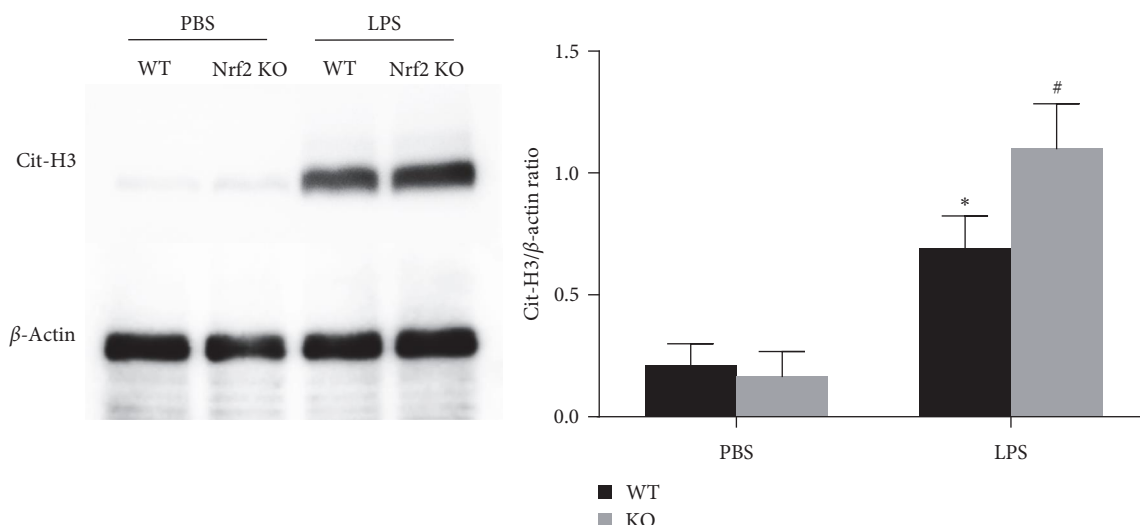 PBS LPS
WT Nrf2 KO WT Nrf2 KO
Cit-H3
β-Actin
Cit-H3/β-actin ratio
1.5
1.0
0.5
0.0
*
#
PBS LPS
WT
KO